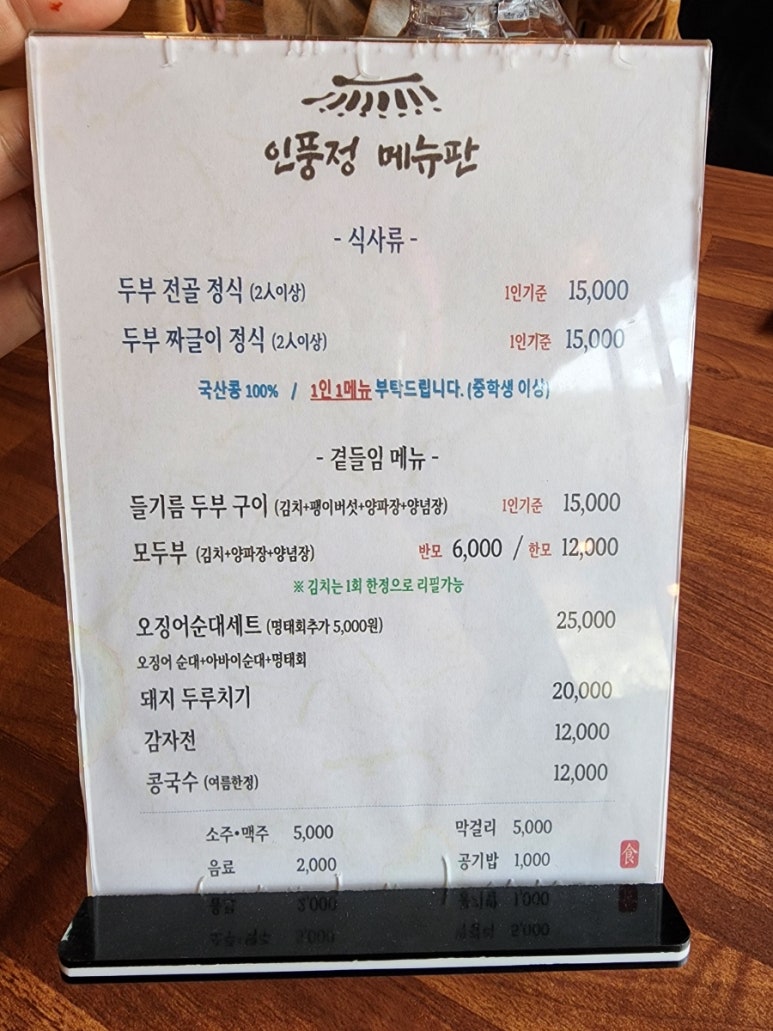 인풍정 메뉴판
- 식사류 -
두부 전골 정식 (2人이상) 1인기준 15,000
두부 짜글이 정식 (2人이상) 1인기준 15,000
국산콩 100% / 1인 1메뉴 부탁드립니다. (중학생 이상)
- 곁들임 메뉴 -
들기름 두부 구이 (김치+팽이버섯+양파장+양념장) 1인기준 15,000
모두부 (김치+양파장+양념장) 반모 6,000 / 한모 12,000
※ 김치는 1회 한정으로 리필가능
오징어순대세트 (명태회추가 5,000원) 25,000
오징어 순대+아바이순대+명태회
돼지 두루치기 20,000
감자전 12,000
콩국수 (여름한정) 12,000
소주•맥주 5,000 막걸리 5,000
음료 2,000 공기밥 1,000
食